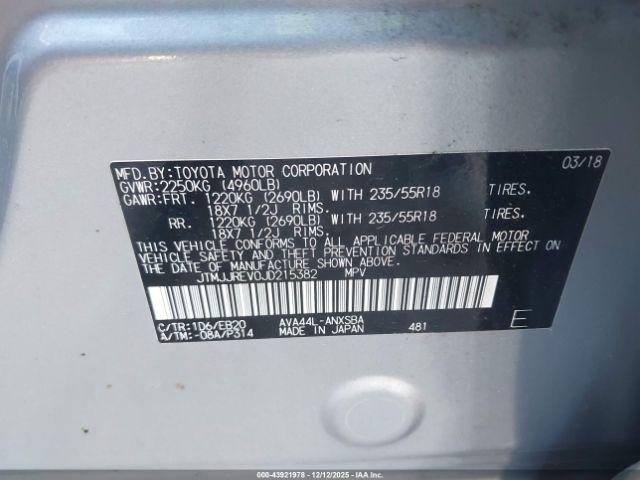 MFD.BY:TOYOTA MOTOR CORPORATION 03/18
GVWR:2250KG (4960LB)
GAWR:FRT. 1220KG (2690LB) WITH 235/55R18 TIRES.
18X7 1/2J RIMS.
RR. 1220KG (2690LB) WITH 235/55R18 TIRES.
18X7 1/2J RIMS.
THIS VEHICLE CONFORMS TO ALL APPLICABLE FEDERAL MOTOR
VEHICLE SAFETY AND THEFT PREVENTION STANDARDS IN EFFECT
ON THE DATE OF MANUFACTURE SHOWN ABOVE.
JTMJJREV0JD215382 MPV
C/TR:1D6/EB20 AVA44L-ANXSBA 481 E
A/TM:-08A/P314 MADE IN JAPAN
000-43921978 - 12/12/2025 - IAAI.COM